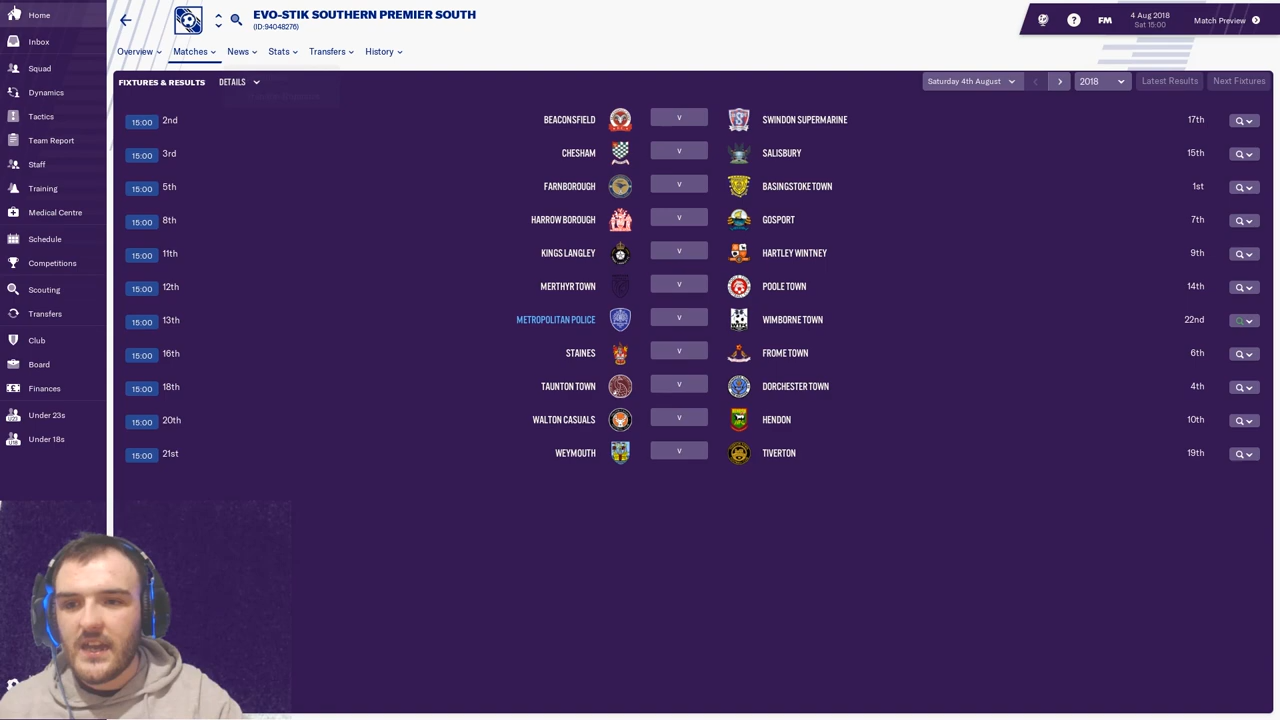 Home
Inbox
Squad
Dynamics
Tactics
Team Report
Staff
Training
Medical Centre
Schedule
Competitions
Scouting
Transfers
Club
Board
Finances
Under 23s
Under 18s
EVO-STIK SOUTHERN PREMIER SOUTH
(ID:94048276)
FM 4 Aug 2018
Sat 15:00
Match Preview
Overview Matches News Stats Transfers History
FIXTURES & RESULTS DETAILS Saturday 4th August 2018 Latest Results Next Fixtures
15:00 2nd BEACONSFIELD v SWINDON SUPERMARINE 17th
15:00 3rd CHESHAM v SALISBURY 15th
15:00 5th FARNBOROUGH v BASINGSTOKE TOWN 1st
15:00 8th HARROW BOROUGH v GOSPORT 7th
15:00 11th KINGS LANGLEY v HARTLEY WINTNEY 9th
15:00 12th MERTHYR TOWN v POOLE TOWN 14th
15:00 13th METROPOLITAN POLICE v WIMBORNE TOWN 22nd
15:00 16th STAINES v FROME TOWN 6th
15:00 18th TAUNTON TOWN v DORCHESTER TOWN 4th
15:00 20th WALTON CASUALS v HENDON 10th
15:00 21st WEYMOUTH v TIVERTON 19th